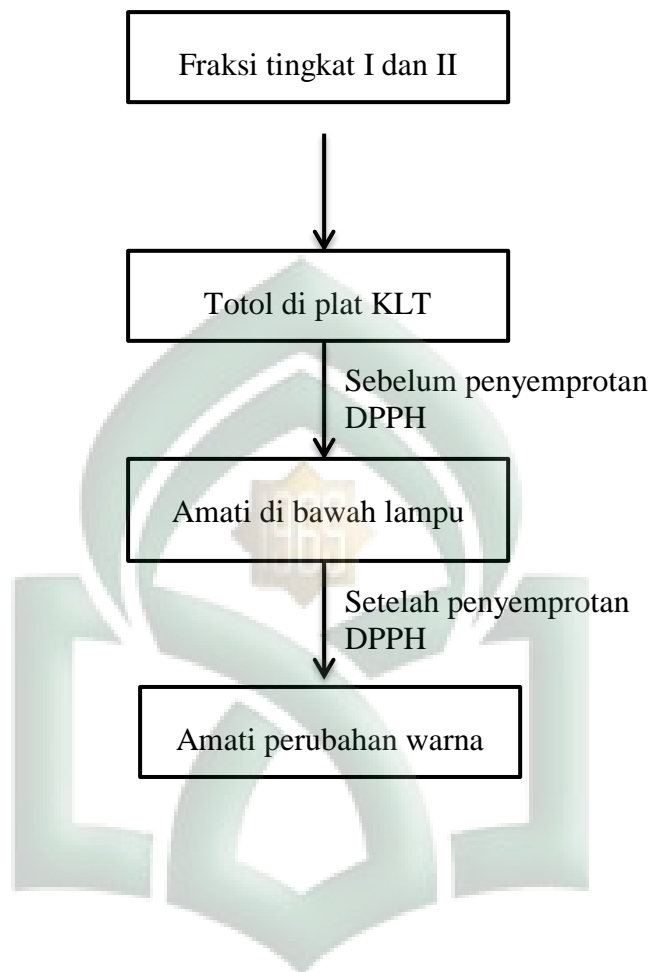 Fraksi tingkat I dan II
Totol di plat KLT
Sebelum penyemprotan
DPPH
Amati di bawah lampu
Setelah penyemprotan
DPPH
Amati perubahan warna